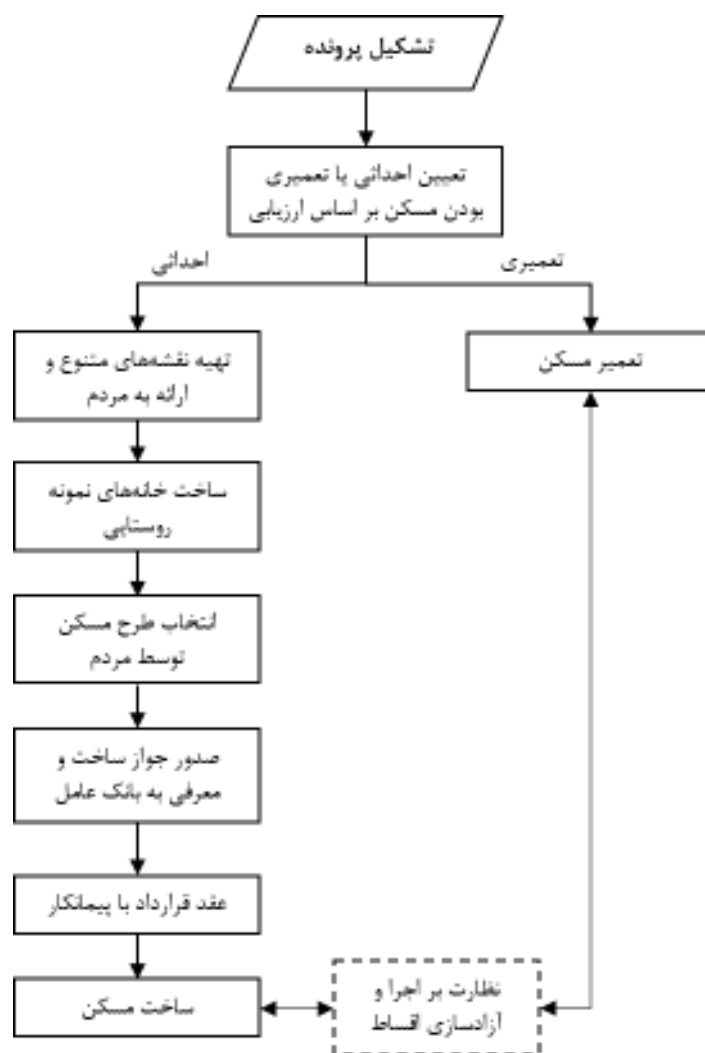 تشکیل پرونده
تعیین احداثی یا تعمیری
بودن مسکن بر اساس ارزیابی
احداثی
تعمیری
تهیه نقشه‌های متنوع و
ارائه به مردم
تعمیر مسکن
ساخت خانه‌های نمونه
روستایی
انتخاب طرح مسکن
توسط مردم
صدور جواز ساخت و
معرفی به بانک عامل
عقد قرارداد با پیمانکار
ساخت مسکن
نظارت بر اجرا و
آزادسازی اقساط